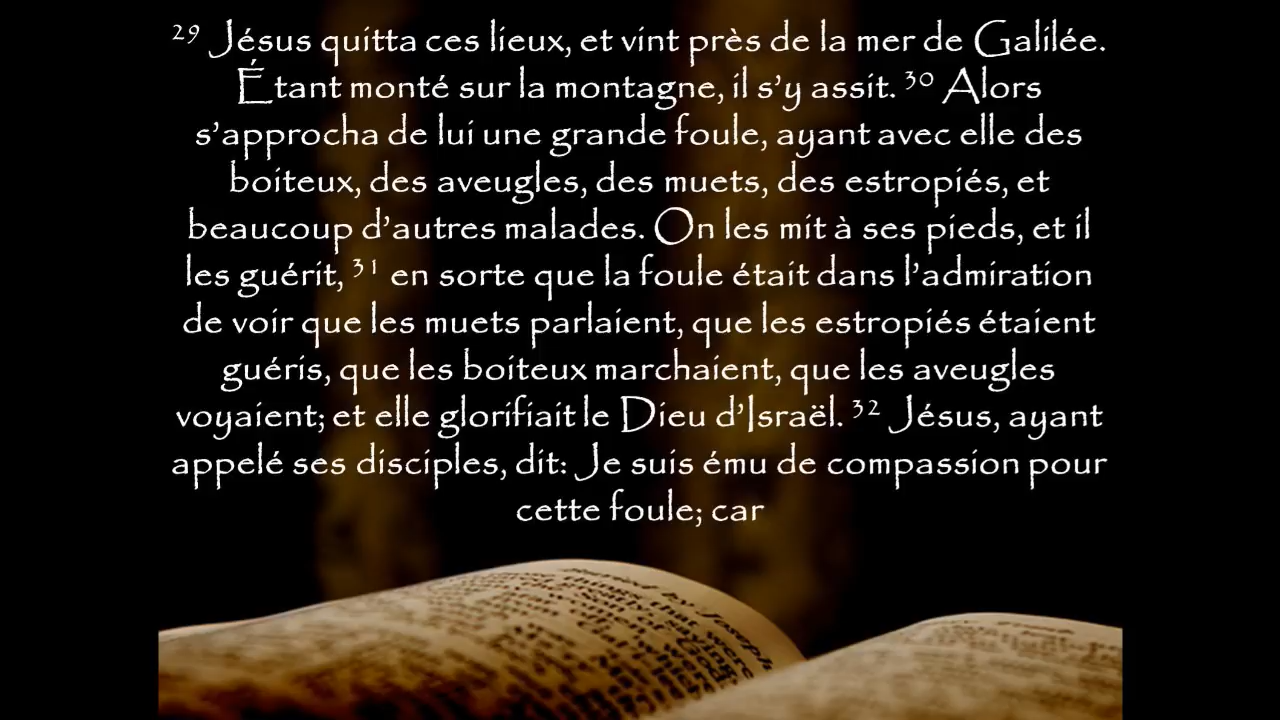 29 Jésus quitta ces lieux, et vint près de la mer de Galilée.
Étant monté sur la montagne, il s’y assit. 30 Alors
s’approcha de lui une grande foule, ayant avec elle des
boiteux, des aveugles, des muets, des estropiés, et
beaucoup d’autres malades. On les mit à ses pieds, et il
les guérit, 31 en sorte que la foule était dans l’admiration
de voir que les muets parlaient, que les estropiés étaient
guéris, que les boiteux marchaient, que les aveugles
voyaient; et elle glorifiait le Dieu d’Israël. 32 Jésus, ayant
appelé ses disciples, dit: Je suis ému de compassion pour
cette foule; car